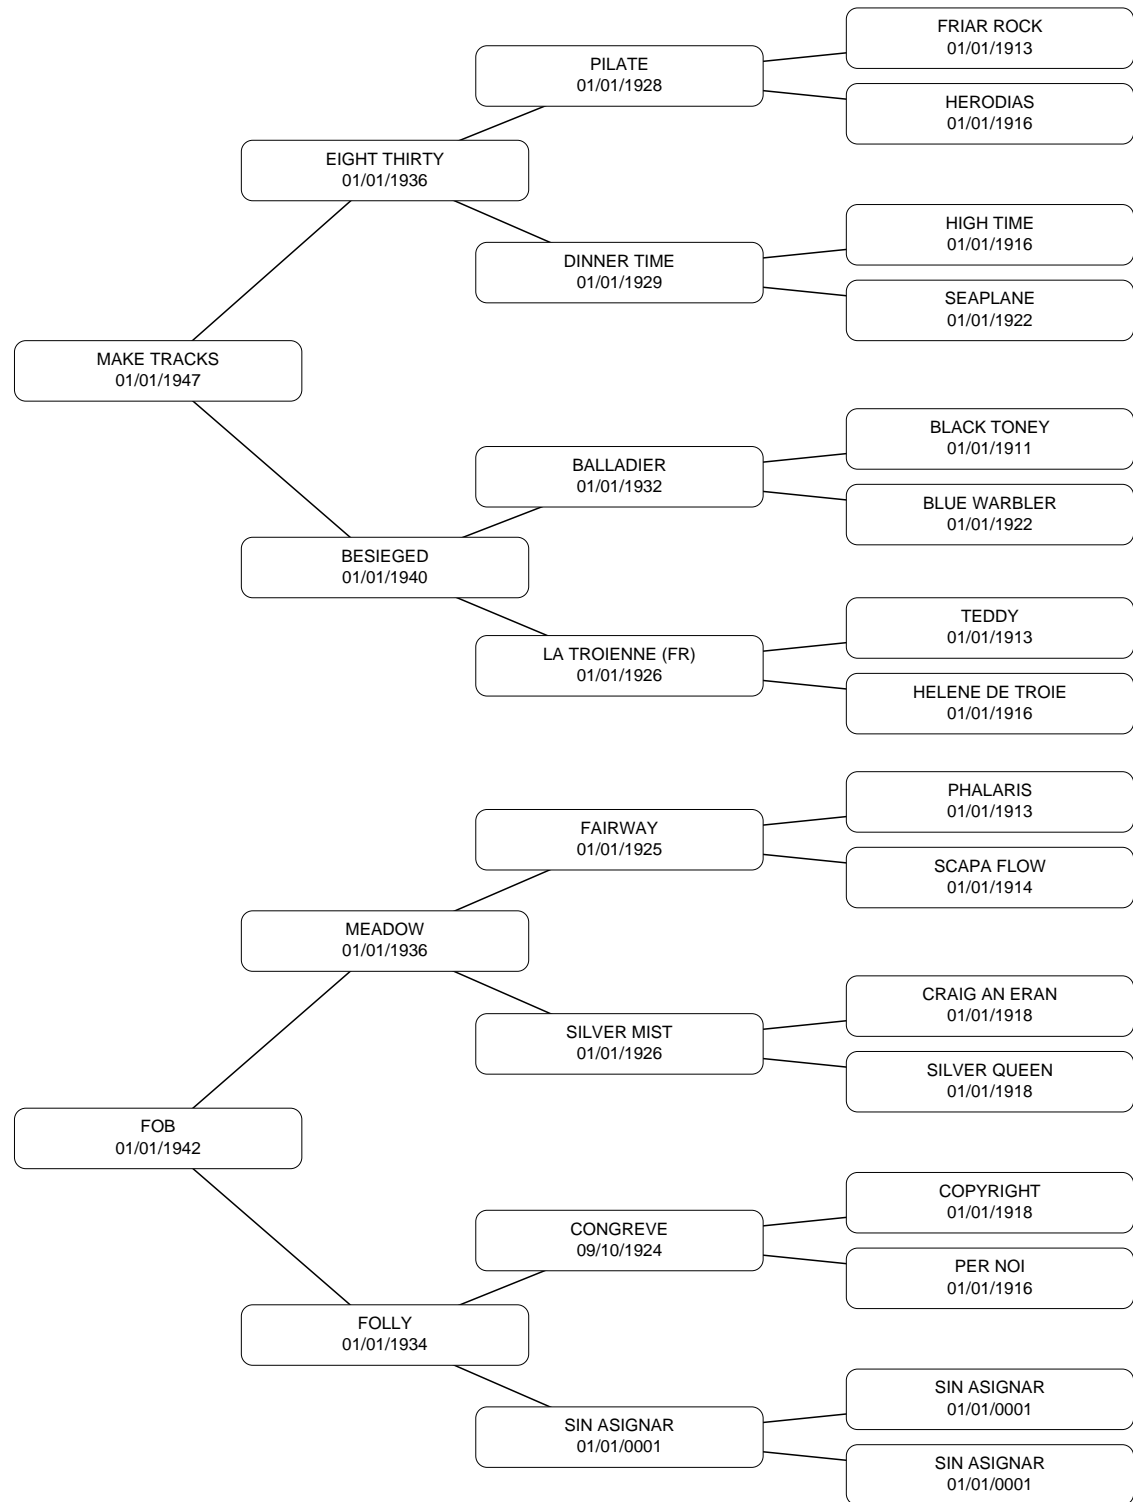 FRIAR ROCK
01/01/1913
PILATE
01/01/1928
HERODIAS
01/01/1916
EIGHT THIRTY
01/01/1936
HIGH TIME
01/01/1916
DINNER TIME
01/01/1929
SEAPLANE
01/01/1922
MAKE TRACKS
01/01/1947
BLACK TONEY
01/01/1911
BALLADIER
01/01/1932
BLUE WARBLER
01/01/1922
BESIEGED
01/01/1940
TEDDY
01/01/1913
LA TROIENNE (FR)
01/01/1926
HELENE DE TROIE
01/01/1916
PHALARIS
01/01/1913
FAIRWAY
01/01/1925
SCAPA FLOW
01/01/1914
MEADOW
01/01/1936
CRAIG AN ERAN
01/01/1918
SILVER MIST
01/01/1926
SILVER QUEEN
01/01/1918
FOB
01/01/1942
COPYRIGHT
01/01/1918
CONGREVE
09/10/1924
PER NOI
01/01/1916
FOLLY
01/01/1934
SIN ASIGNAR
01/01/0001
SIN ASIGNAR
01/01/0001
SIN ASIGNAR
01/01/0001